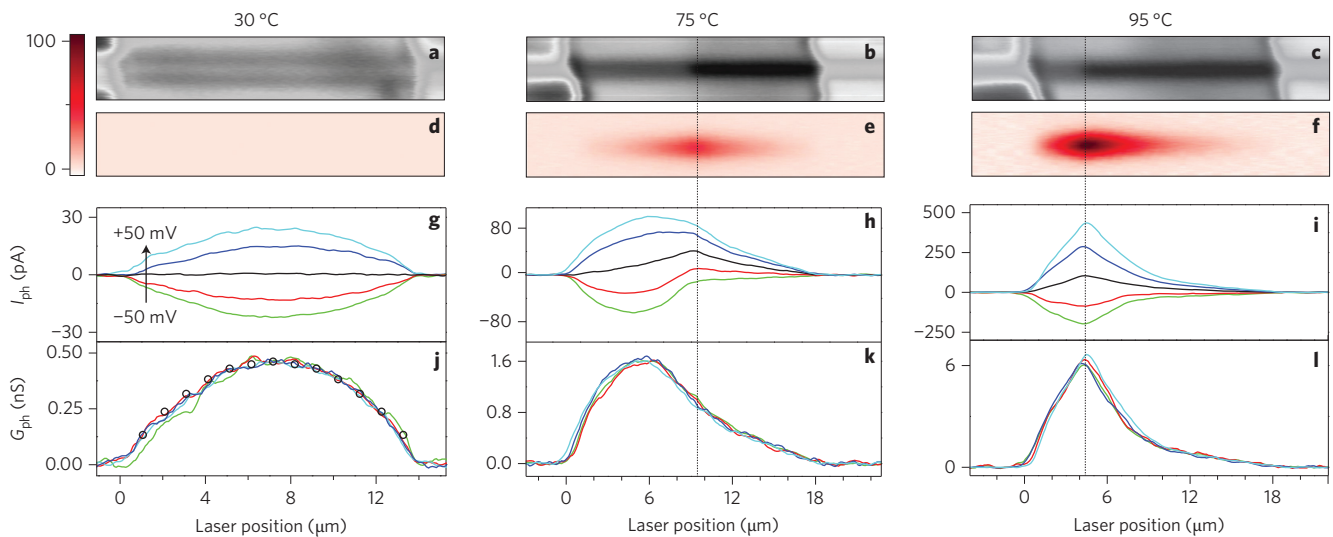 30 °C
75 °C
95 °C
100
0
a
b
c
d
e
f
I_ph (pA)
30
0
−30
+50 mV
−50 mV
g
80
0
−80
h
500
250
0
−250
i
G_ph (nS)
0.50
0.25
0.00
j
1.6
0.8
0.0
k
6
0
l
0 4 8 12
0 6 12 18
0 6 12 18
Laser position (μm)
Laser position (μm)
Laser position (μm)